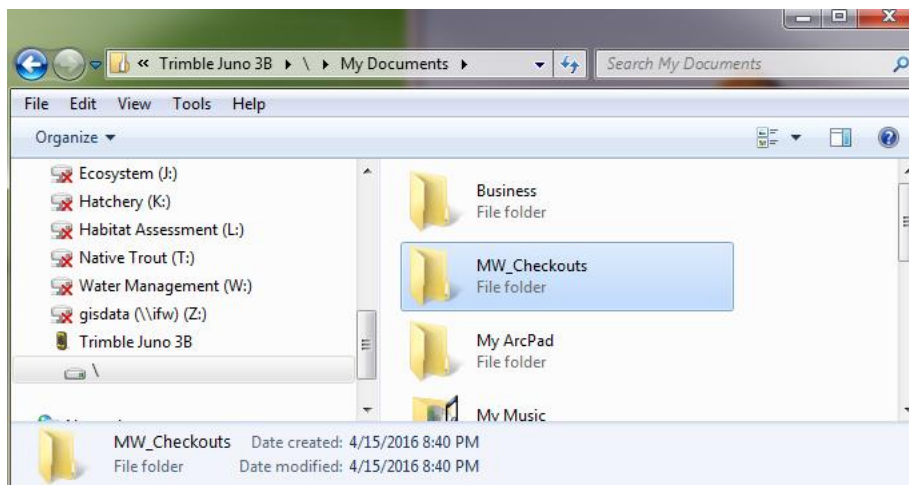 « Trimble Juno 3B ▸ \ ▸ My Documents ▸
Search My Documents
File Edit View Tools Help
Organize
Ecosystem (J:)
Hatchery (K:)
Habitat Assessment (L:)
Native Trout (T:)
Water Management (W:)
gisdata (\\ifw) (Z:)
Trimble Juno 3B
\
Business
File folder
MW_Checkouts
File folder
My ArcPad
File folder
My Music
MW_Checkouts Date created: 4/15/2016 8:40 PM
File folder Date modified: 4/15/2016 8:40 PM